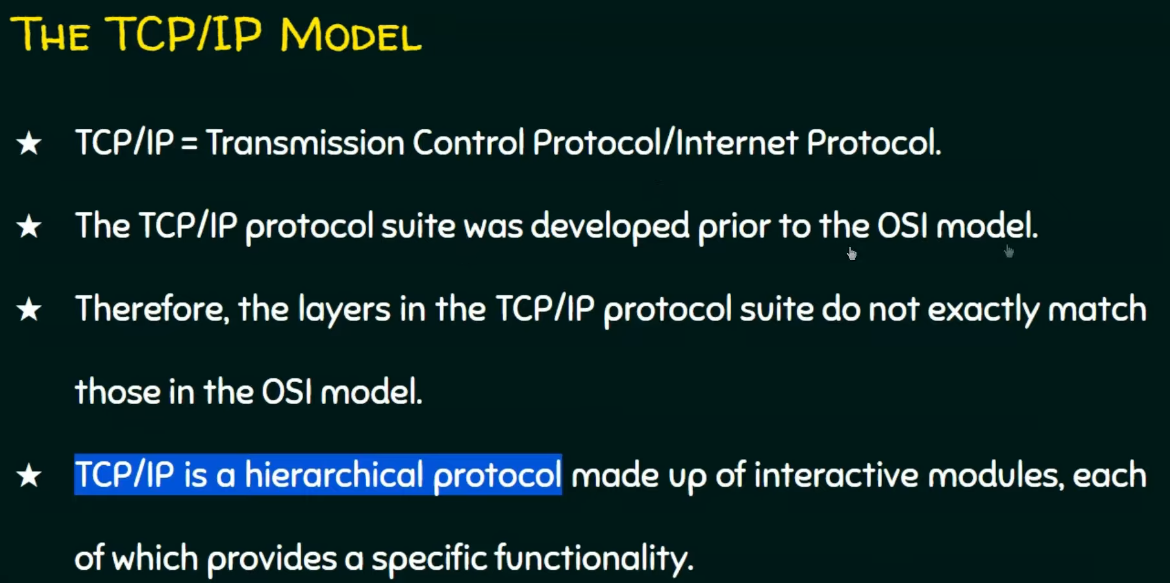 THE TCP/IP MODEL
★ TCP/IP = Transmission Control Protocol/Internet Protocol.
★ The TCP/IP protocol suite was developed prior to the OSI model.
★ Therefore, the layers in the TCP/IP protocol suite do not exactly match
those in the OSI model.
★ TCP/IP is a hierarchical protocol made up of interactive modules, each
of which provides a specific functionality.